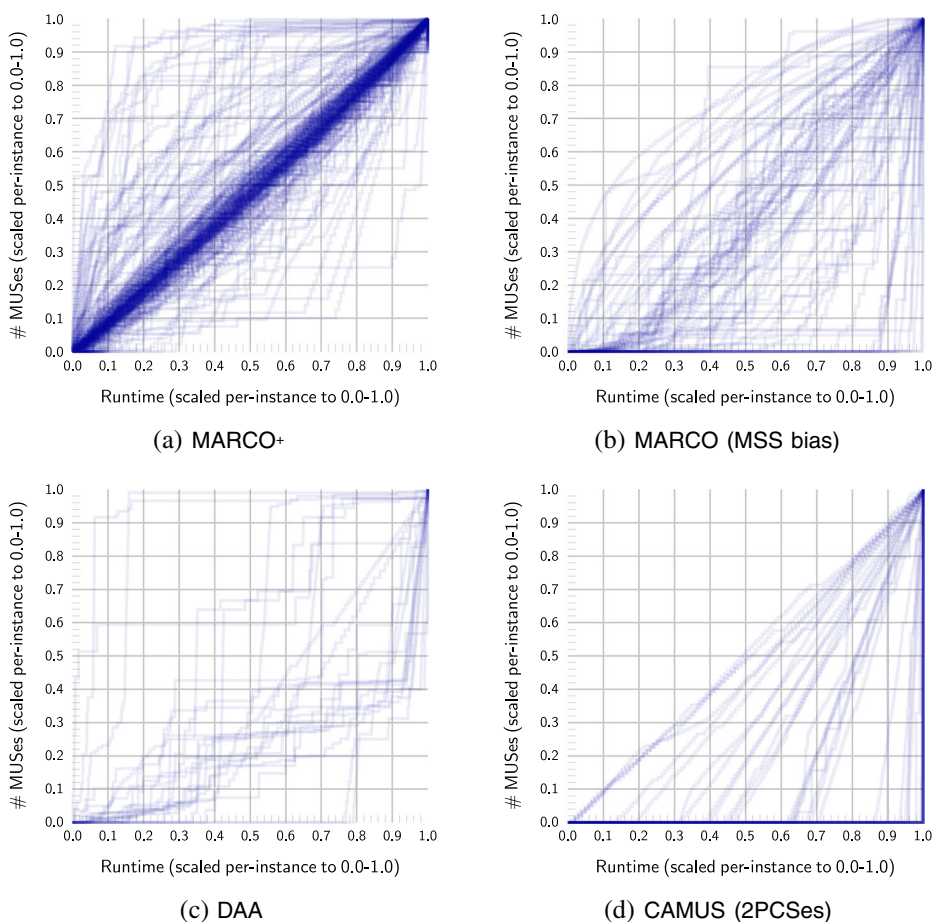 1.0
0.9
0.8
0.7
0.6
0.5
0.4
0.3
0.2
0.1
0.0
# MUSes (scaled per-instance to 0.0-1.0)
0.0 0.1 0.2 0.3 0.4 0.5 0.6 0.7 0.8 0.9 1.0
Runtime (scaled per-instance to 0.0-1.0)
(a) MARCO+
1.0
0.9
0.8
0.7
0.6
0.5
0.4
0.3
0.2
0.1
0.0
# MUSes (scaled per-instance to 0.0-1.0)
0.0 0.1 0.2 0.3 0.4 0.5 0.6 0.7 0.8 0.9 1.0
Runtime (scaled per-instance to 0.0-1.0)
(b) MARCO (MSS bias)
1.0
0.9
0.8
0.7
0.6
0.5
0.4
0.3
0.2
0.1
0.0
# MUSes (scaled per-instance to 0.0-1.0)
0.0 0.1 0.2 0.3 0.4 0.5 0.6 0.7 0.8 0.9 1.0
Runtime (scaled per-instance to 0.0-1.0)
(c) DAA
1.0
0.9
0.8
0.7
0.6
0.5
0.4
0.3
0.2
0.1
0.0
# MUSes (scaled per-instance to 0.0-1.0)
0.0 0.1 0.2 0.3 0.4 0.5 0.6 0.7 0.8 0.9 1.0
Runtime (scaled per-instance to 0.0-1.0)
(d) CAMUS (2PCSes)